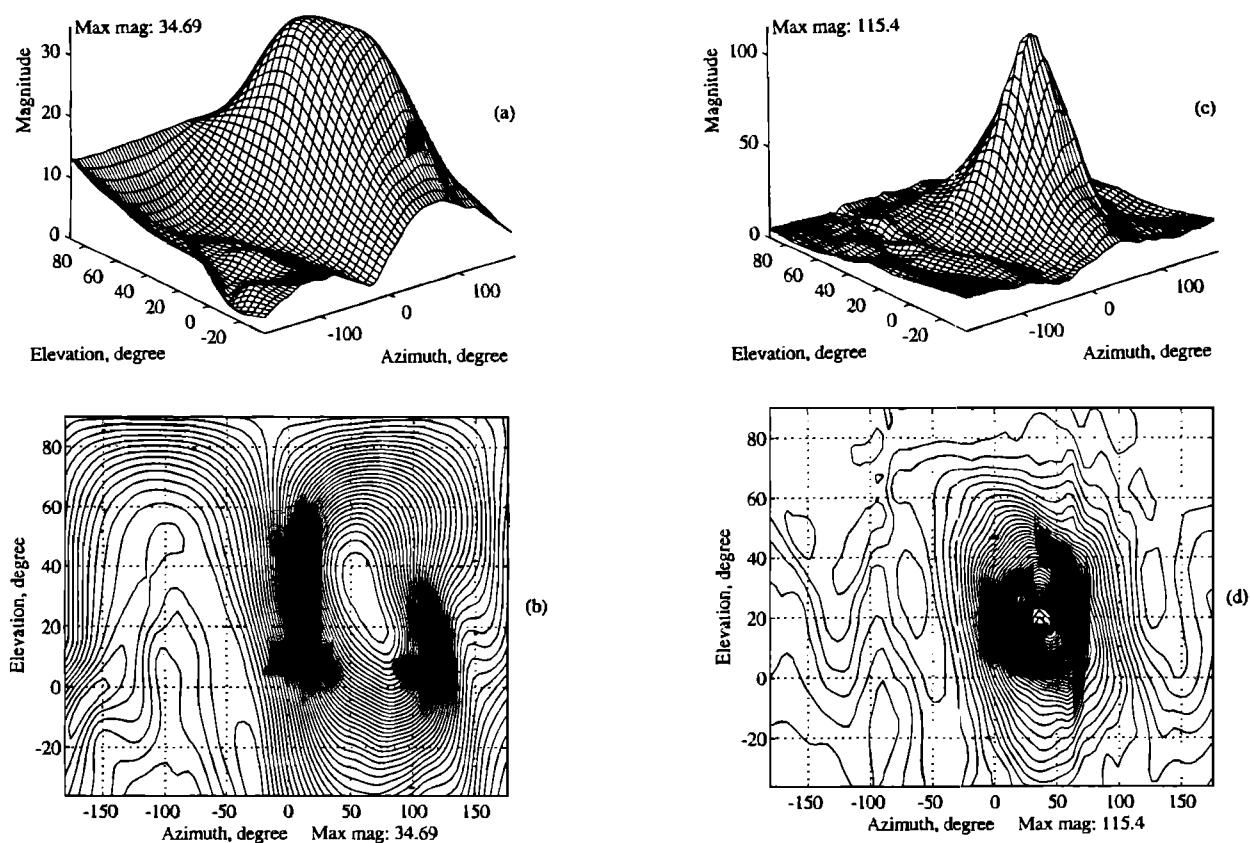 Max mag: 34.69
30
20
10
0
Magnitude
80
60
40
20
0
-20
-100
0
100
Elevation, degree
Azimuth, degree
(a)
Max mag: 115.4
100
50
0
Magnitude
80
60
40
20
0
-20
-100
0
100
Elevation, degree
Azimuth, degree
(c)
80
60
40
20
0
-20
Elevation, degree
-150 -100 -50 0 50 100 150
Azimuth, degree Max mag: 34.69
(b)
80
60
40
20
0
-20
Elevation, degree
-150 -100 -50 0 50 100 150
Azimuth, degree Max mag: 115.4
(d)